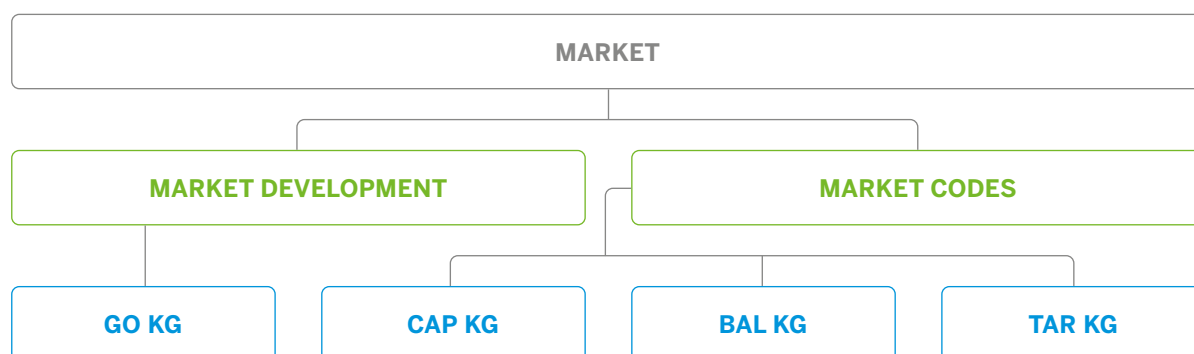 MARKET
MARKET DEVELOPMENT
MARKET CODES
GO KG
CAP KG
BAL KG
TAR KG